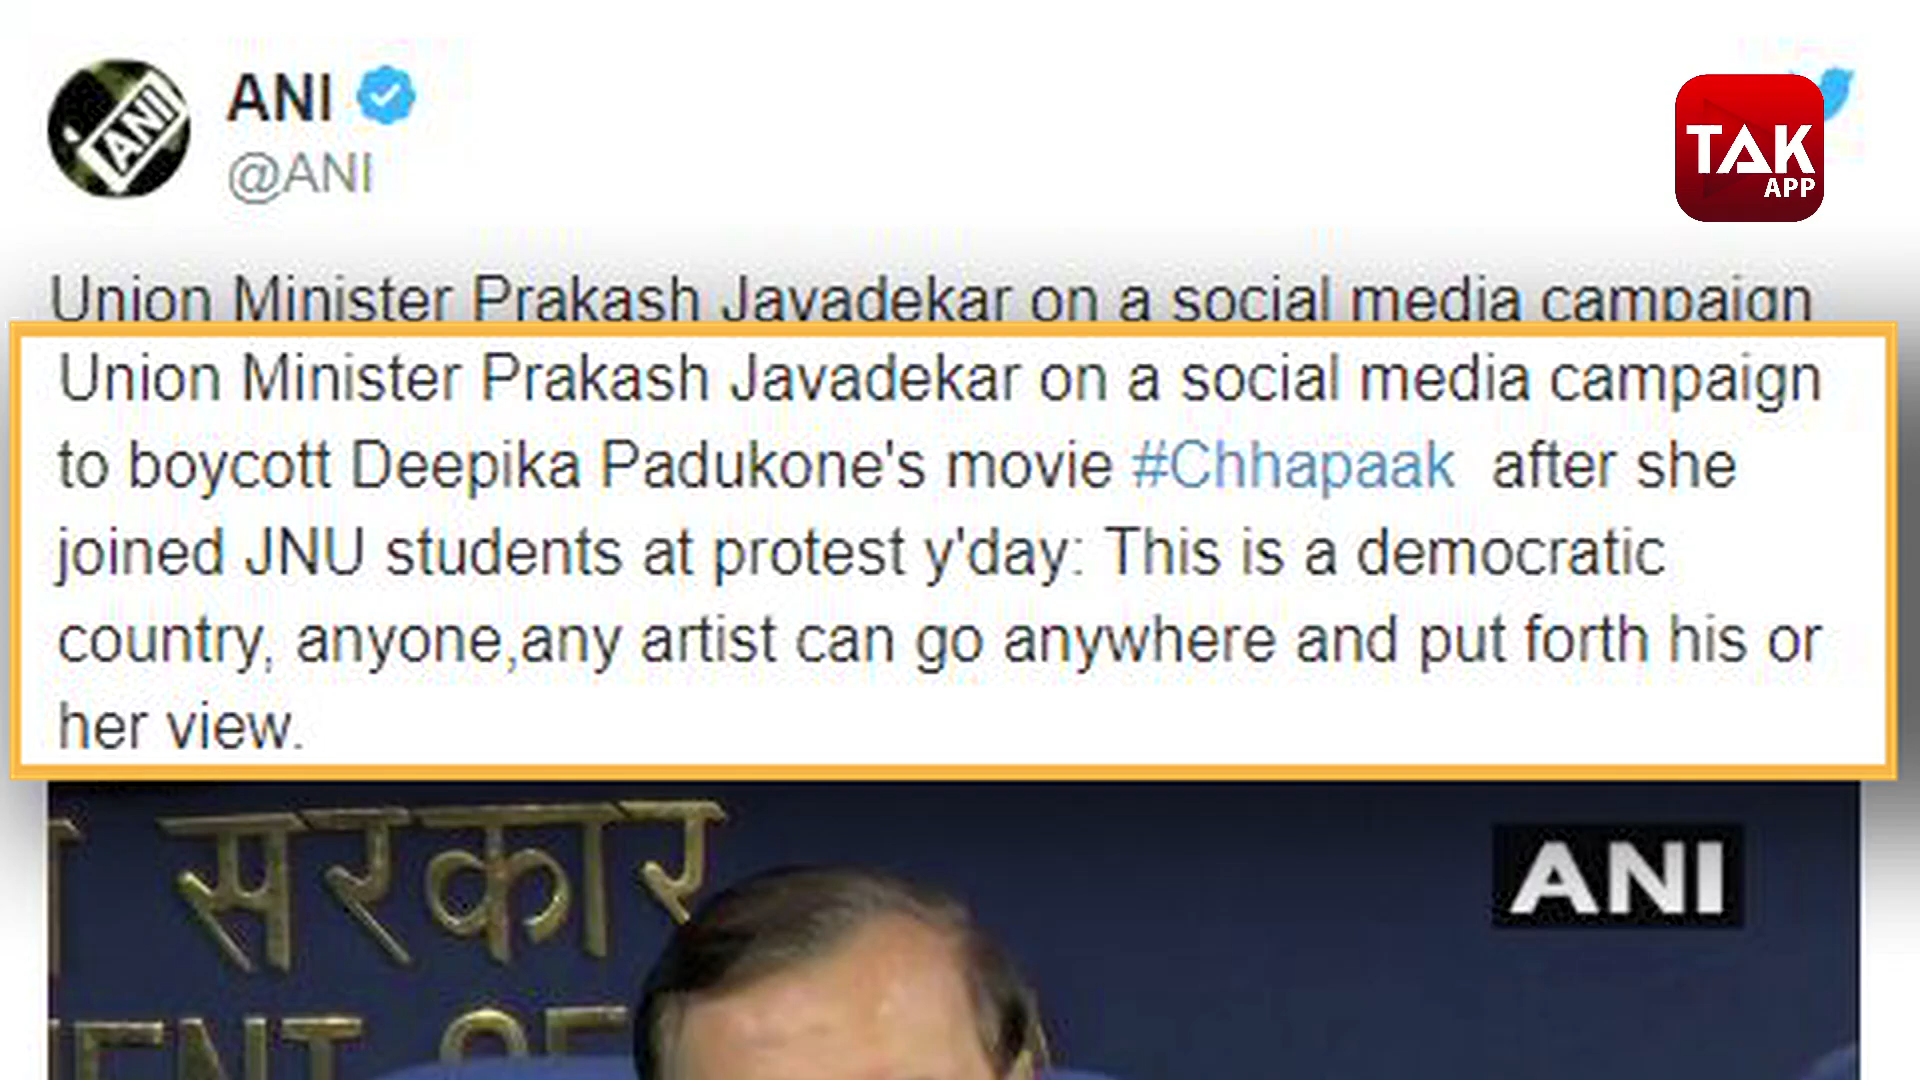 ANI
ANI
@ANI
TAK
APP
Union Minister Prakash Javadekar on a social media campaign
Union Minister Prakash Javadekar on a social media campaign
to boycott Deepika Padukone's movie #Chhapaak after she
joined JNU students at protest y'day: This is a democratic
country, anyone,any artist can go anywhere and put forth his or
her view.
सरकार
ANI